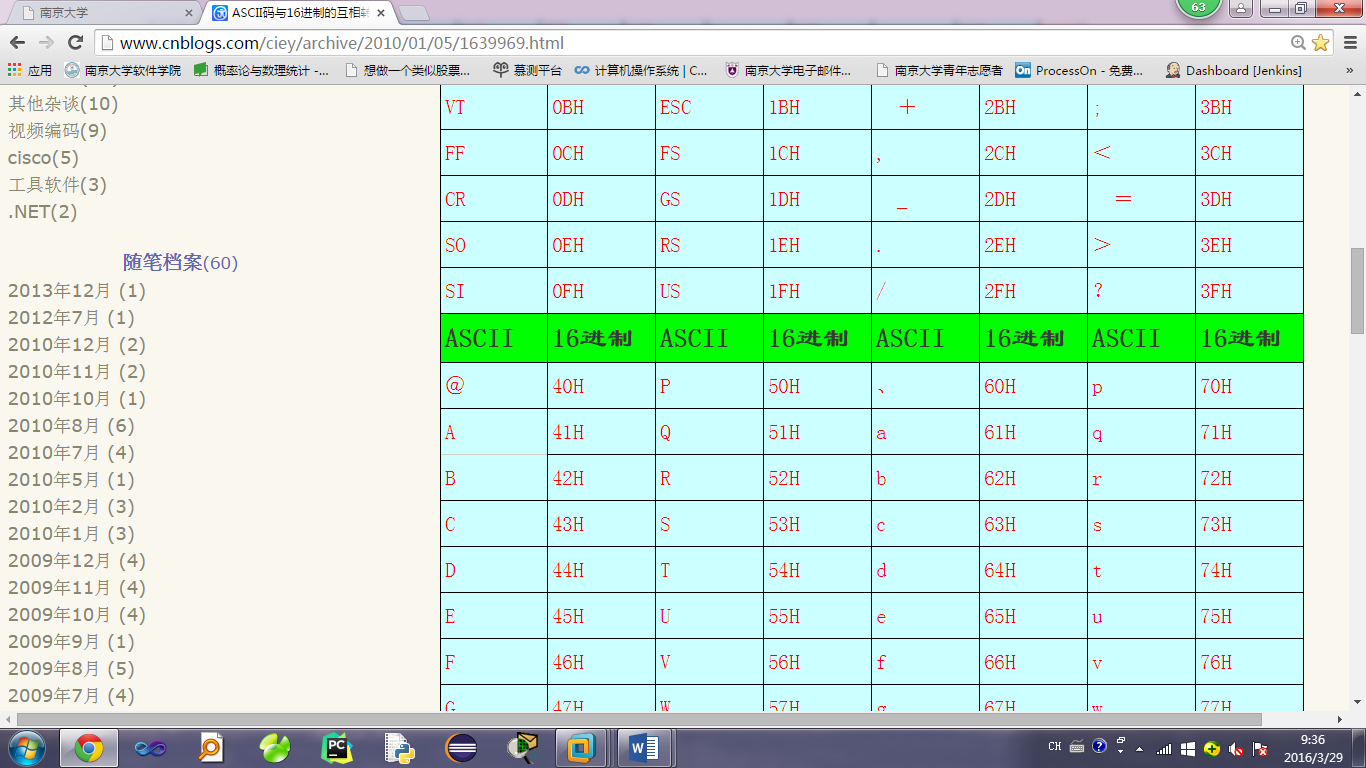 南京大学
ASCII码与16进制的互相转
63
www.cnblogs.com/ciey/archive/2010/01/05/1639969.html
应用 南京大学软件学院 概率论与数理统计 -... 想做一个类似股票... 慕测平台 计算机操作系统 | C... 南京大学电子邮件... 南京大学青年志愿者 ProcessOn - 免费... Dashboard [Jenkins] »
其他杂谈(10)
视频编码(9)
cisco(5)
工具软件(3)
.NET(2)
随笔档案(60)
2013年12月 (1)
2012年7月 (1)
2010年12月 (2)
2010年11月 (2)
2010年10月 (1)
2010年8月 (6)
2010年7月 (4)
2010年5月 (1)
2010年2月 (3)
2010年1月 (3)
2009年12月 (4)
2009年11月 (4)
2009年10月 (4)
2009年9月 (1)
2009年8月 (5)
2009年7月 (4)
VT 0BH ESC 1BH ＋ 2BH ; 3BH
FF 0CH FS 1CH , 2CH ＜ 3CH
CR 0DH GS 1DH _ 2DH ＝ 3DH
SO 0EH RS 1EH . 2EH ＞ 3EH
SI 0FH US 1FH / 2FH ? 3FH
ASCII 16进制 ASCII 16进制 ASCII 16进制 ASCII 16进制
@ 40H P 50H 、 60H p 70H
A 41H Q 51H a 61H q 71H
B 42H R 52H b 62H r 72H
C 43H S 53H c 63H s 73H
D 44H T 54H d 64H t 74H
E 45H U 55H e 65H u 75H
F 46H V 56H f 66H v 76H
G 47H W 57H g 67H w 77H
CH
9:36
2016/3/29